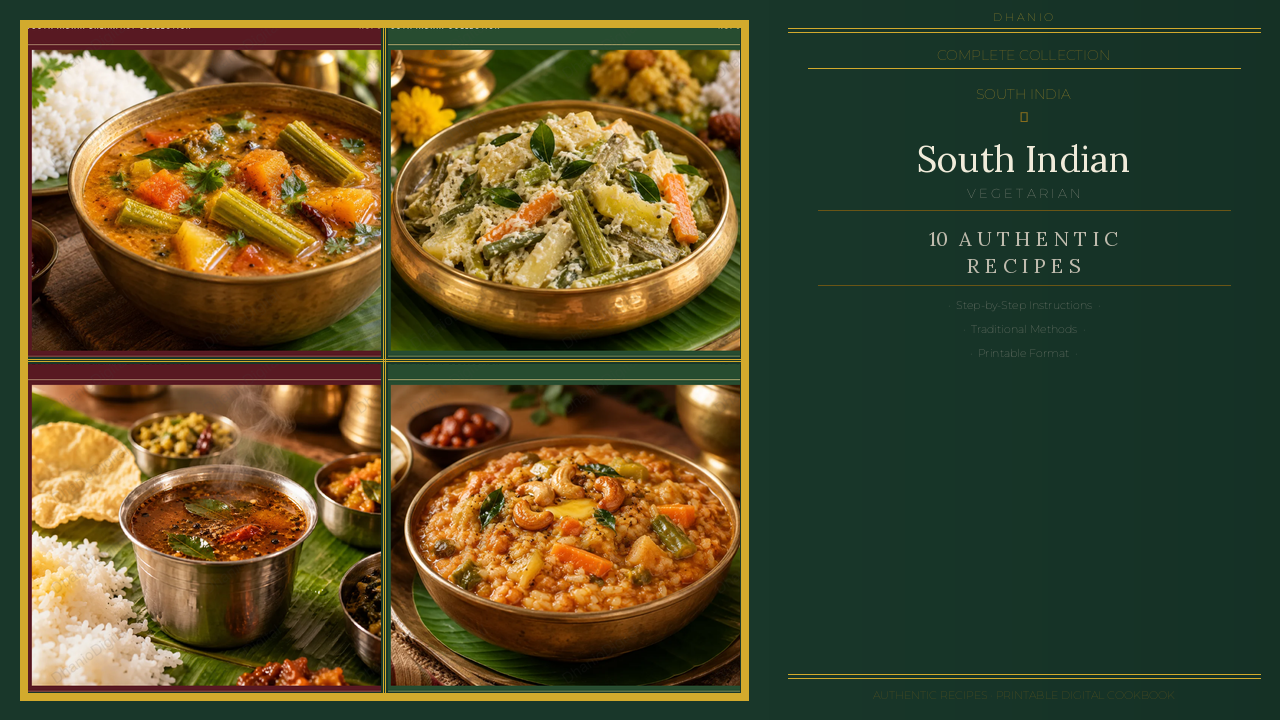 DHANIO
COMPLETE COLLECTION
SOUTH INDIA
South Indian
VEGETARIAN
10 AUTHENTIC
RECIPES
· Step-by-Step Instructions ·
· Traditional Methods ·
· Printable Format ·
AUTHENTIC RECIPES · PRINTABLE DIGITAL COOKBOOK